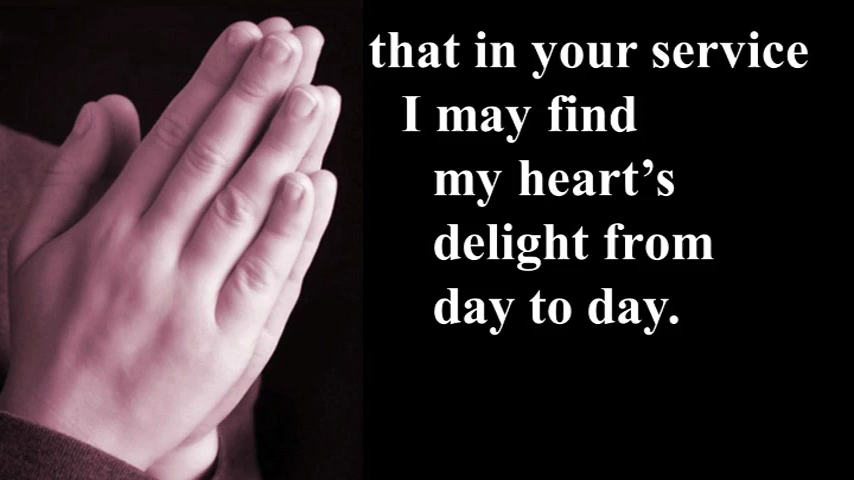 that in your service
I may find
my heart’s
delight from
day to day.